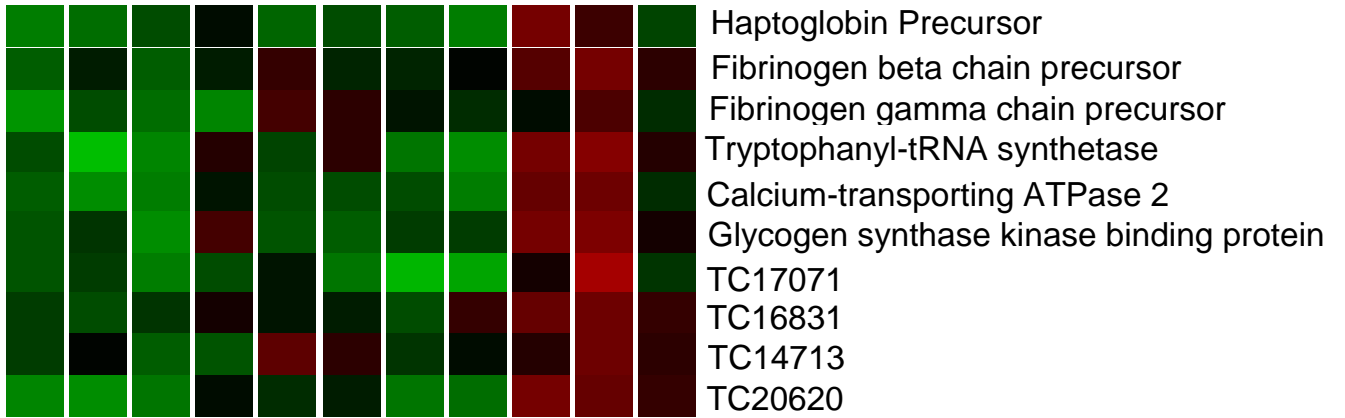 Haptoglobin Precursor
Fibrinogen beta chain precursor
Fibrinogen gamma chain precursor
Tryptophanyl-tRNA synthetase
Calcium-transporting ATPase 2
Glycogen synthase kinase binding protein
TC17071
TC16831
TC14713
TC20620